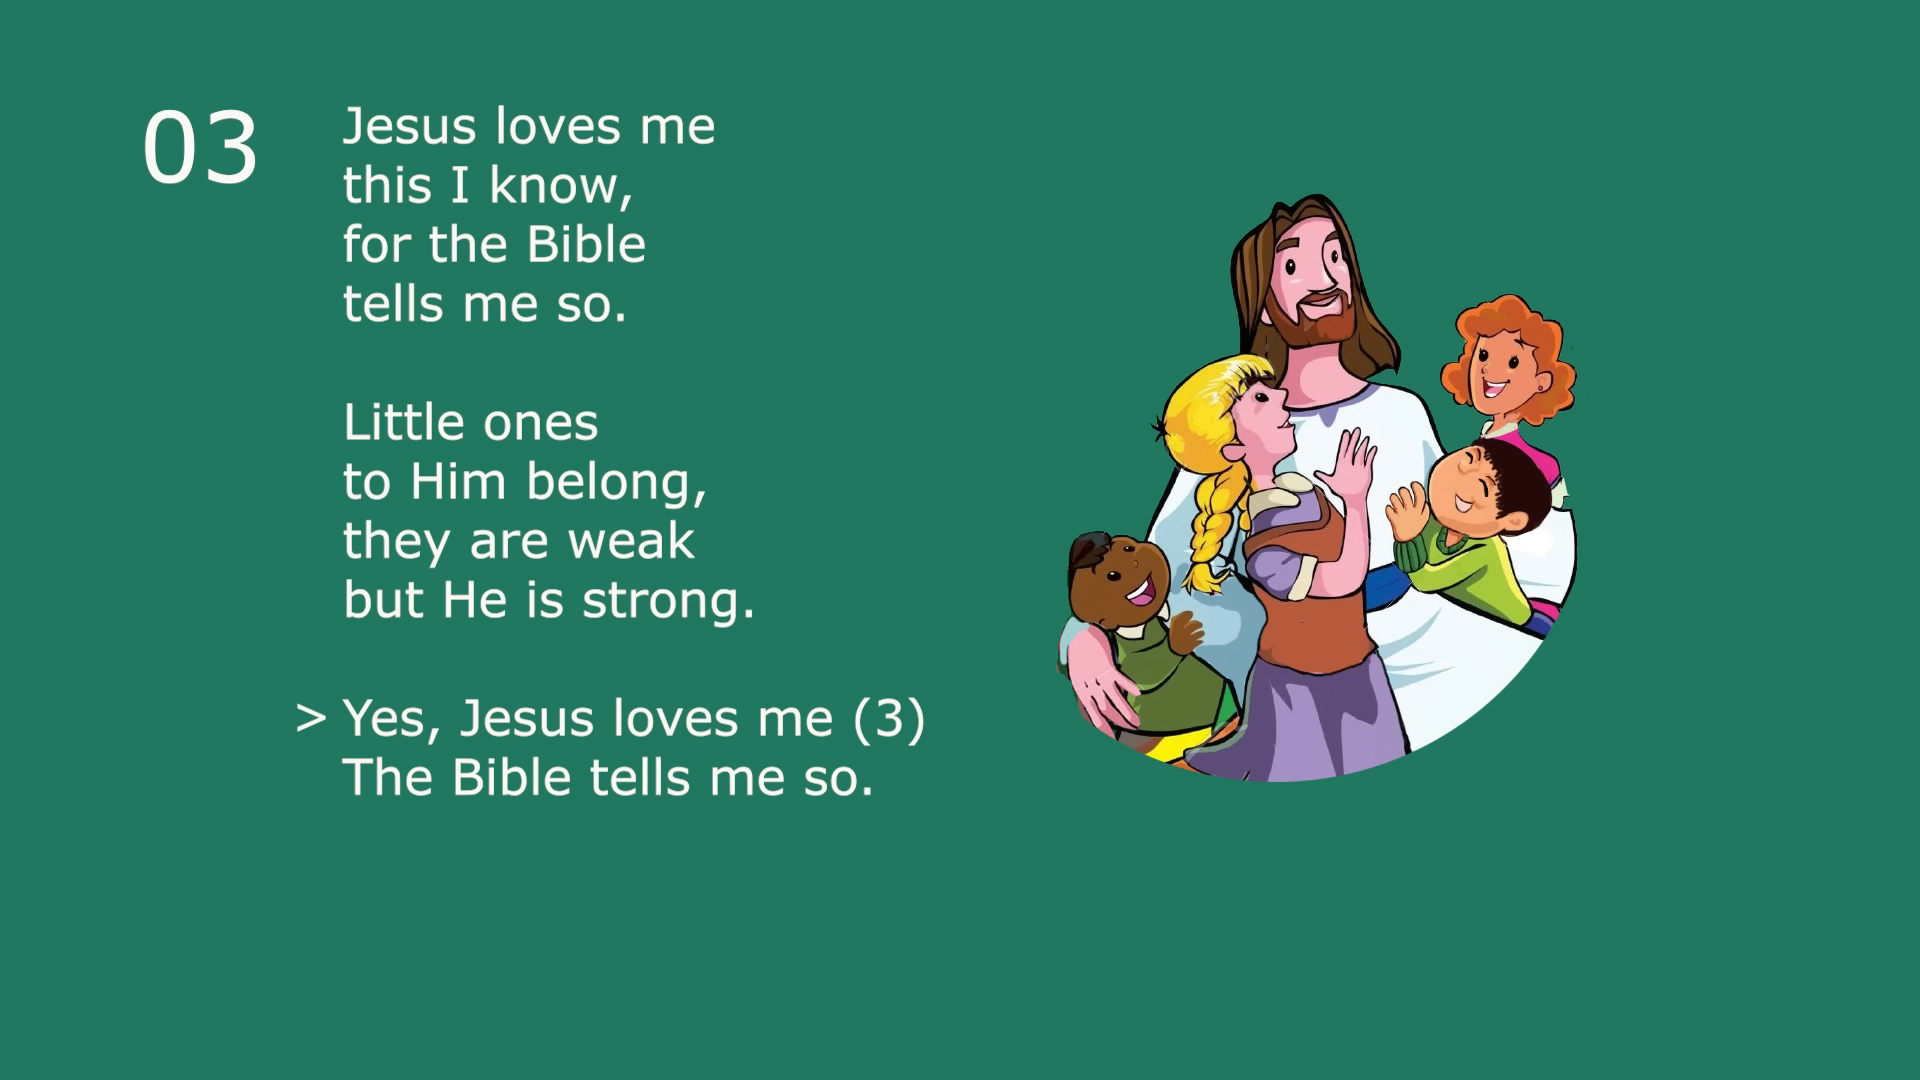 03
Jesus loves me
this I know,
for the Bible
tells me so.
Little ones
to Him belong,
they are weak
but He is strong.
> Yes, Jesus loves me (3)
The Bible tells me so.